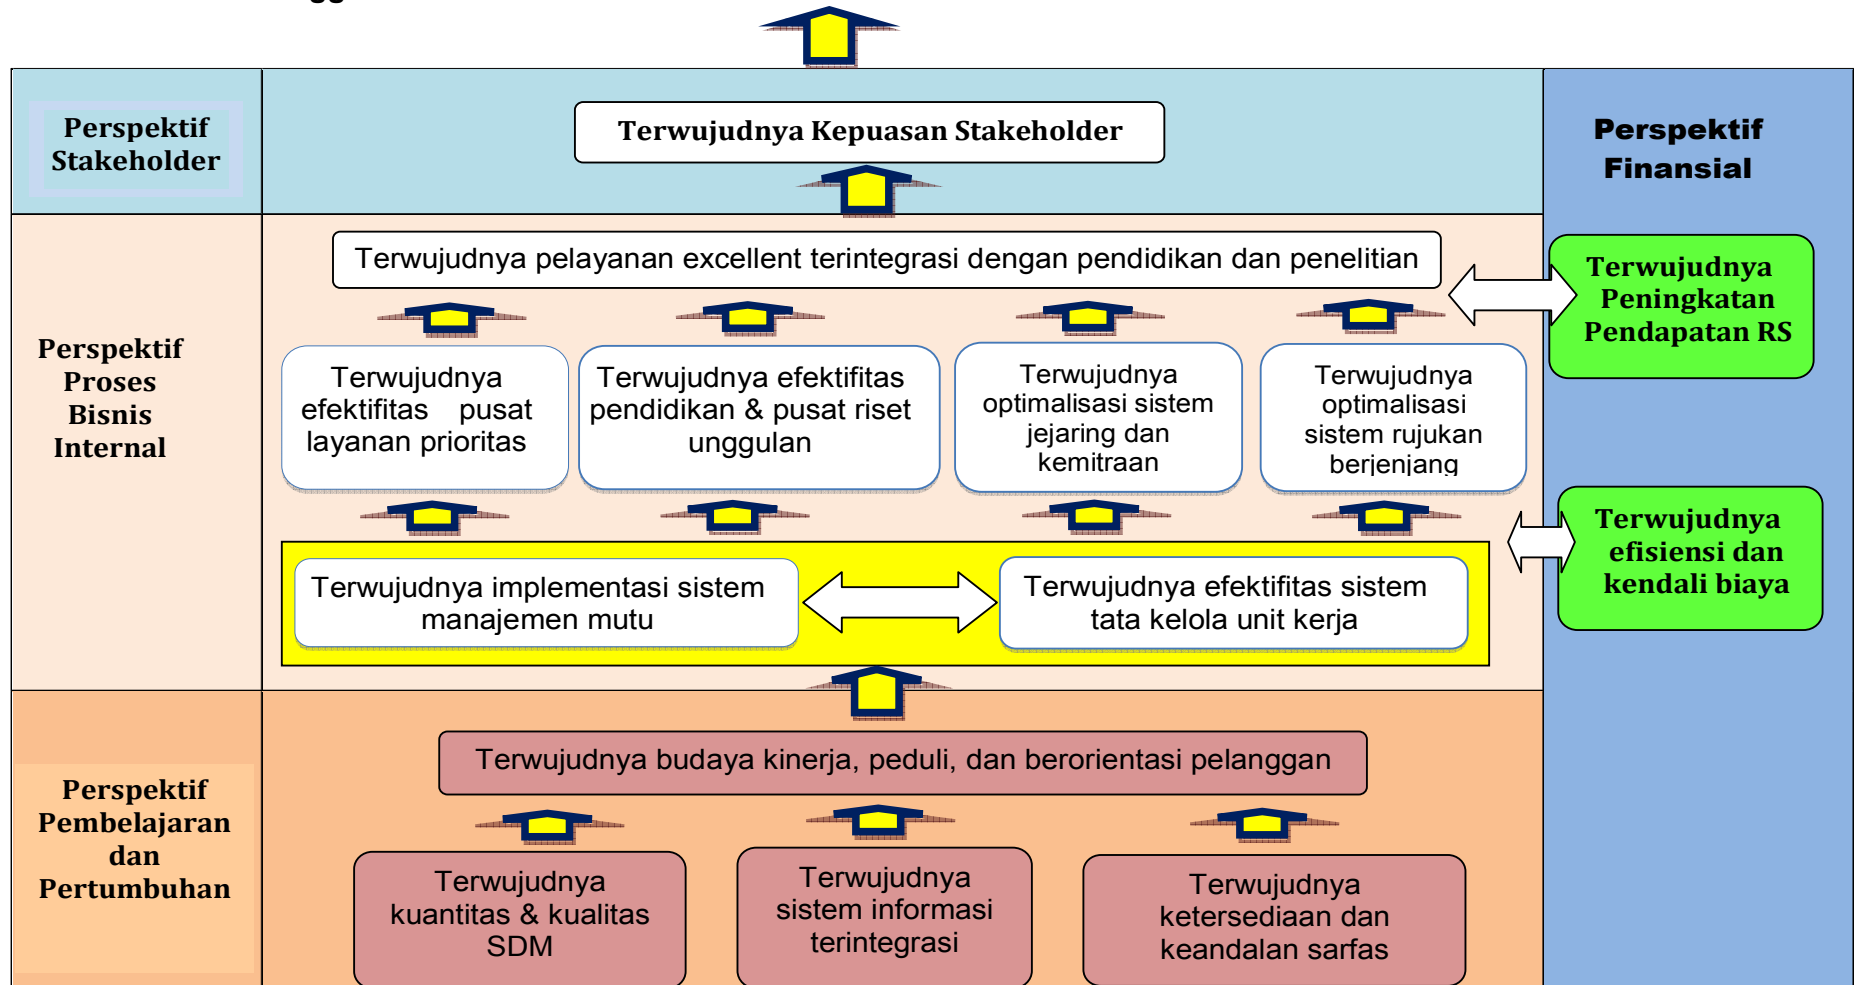 Perspektif
Stakeholder
Terwujudnya Kepuasan Stakeholder
Perspektif
Finansial
Terwujudnya pelayanan excellent terintegrasi dengan pendidikan dan penelitian
Terwujudnya
Peningkatan
Pendapatan RS
Perspektif
Proses
Bisnis
Internal
Terwujudnya
efektifitas pusat
layanan prioritas
Terwujudnya efektifitas
pendidikan & pusat riset
unggulan
Terwujudnya
optimalisasi sistem
jejaring dan
kemitraan
Terwujudnya
optimalisasi
sistem rujukan
berjenjang
Terwujudnya
efisiensi dan
kendali biaya
Terwujudnya implementasi sistem
manajemen mutu
Terwujudnya efektifitas sistem
tata kelola unit kerja
Perspektif
Pembelajaran
dan
Pertumbuhan
Terwujudnya budaya kinerja, peduli, dan berorientasi pelanggan
Terwujudnya
kuantitas & kualitas
SDM
Terwujudnya
sistem informasi
terintegrasi
Terwujudnya
ketersediaan dan
keandalan sarfas